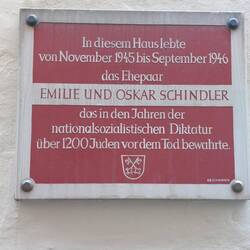 In diesem Haus lebte
von November 1945 bis September 1946
das Ehepaar
EMILIE UND OSKAR SCHINDLER
das in den Jahren der
nationalsozialistischen Diktatur
über 1200 Juden vor dem Tod bewahrte.